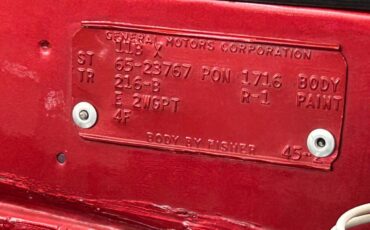 GENERAL MOTORS CORPORATION
11B X
ST 65-23767 PON 1716 BODY
TR 216-B R-1 PAINT
E 2WGPT
4F
BODY BY FISHER
45-